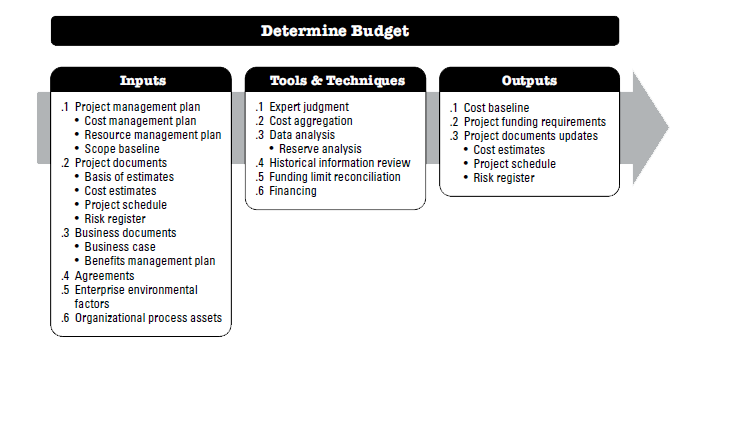 Determine Budget
Inputs
.1 Project management plan
• Cost management plan
• Resource management plan
• Scope baseline
.2 Project documents
• Basis of estimates
• Cost estimates
• Project schedule
• Risk register
.3 Business documents
• Business case
• Benefits management plan
.4 Agreements
.5 Enterprise environmental
factors
.6 Organizational process assets
Tools & Techniques
.1 Expert judgment
.2 Cost aggregation
.3 Data analysis
• Reserve analysis
.4 Historical information review
.5 Funding limit reconciliation
.6 Financing
Outputs
.1 Cost baseline
.2 Project funding requirements
.3 Project documents updates
• Cost estimates
• Project schedule
• Risk register